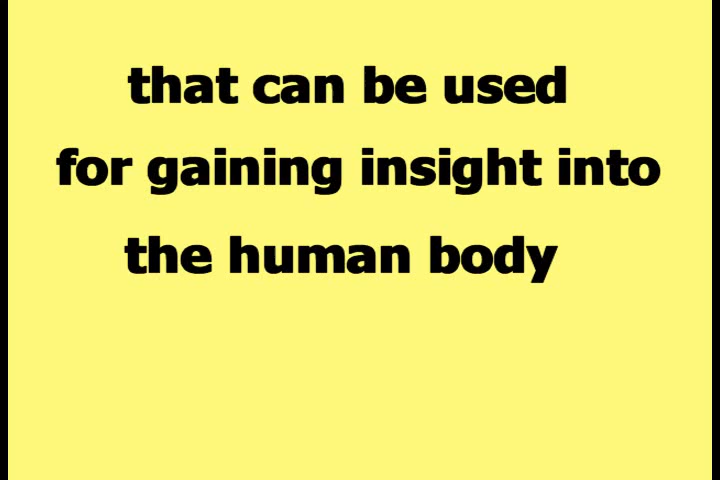 that can be used
for gaining insight into
the human body